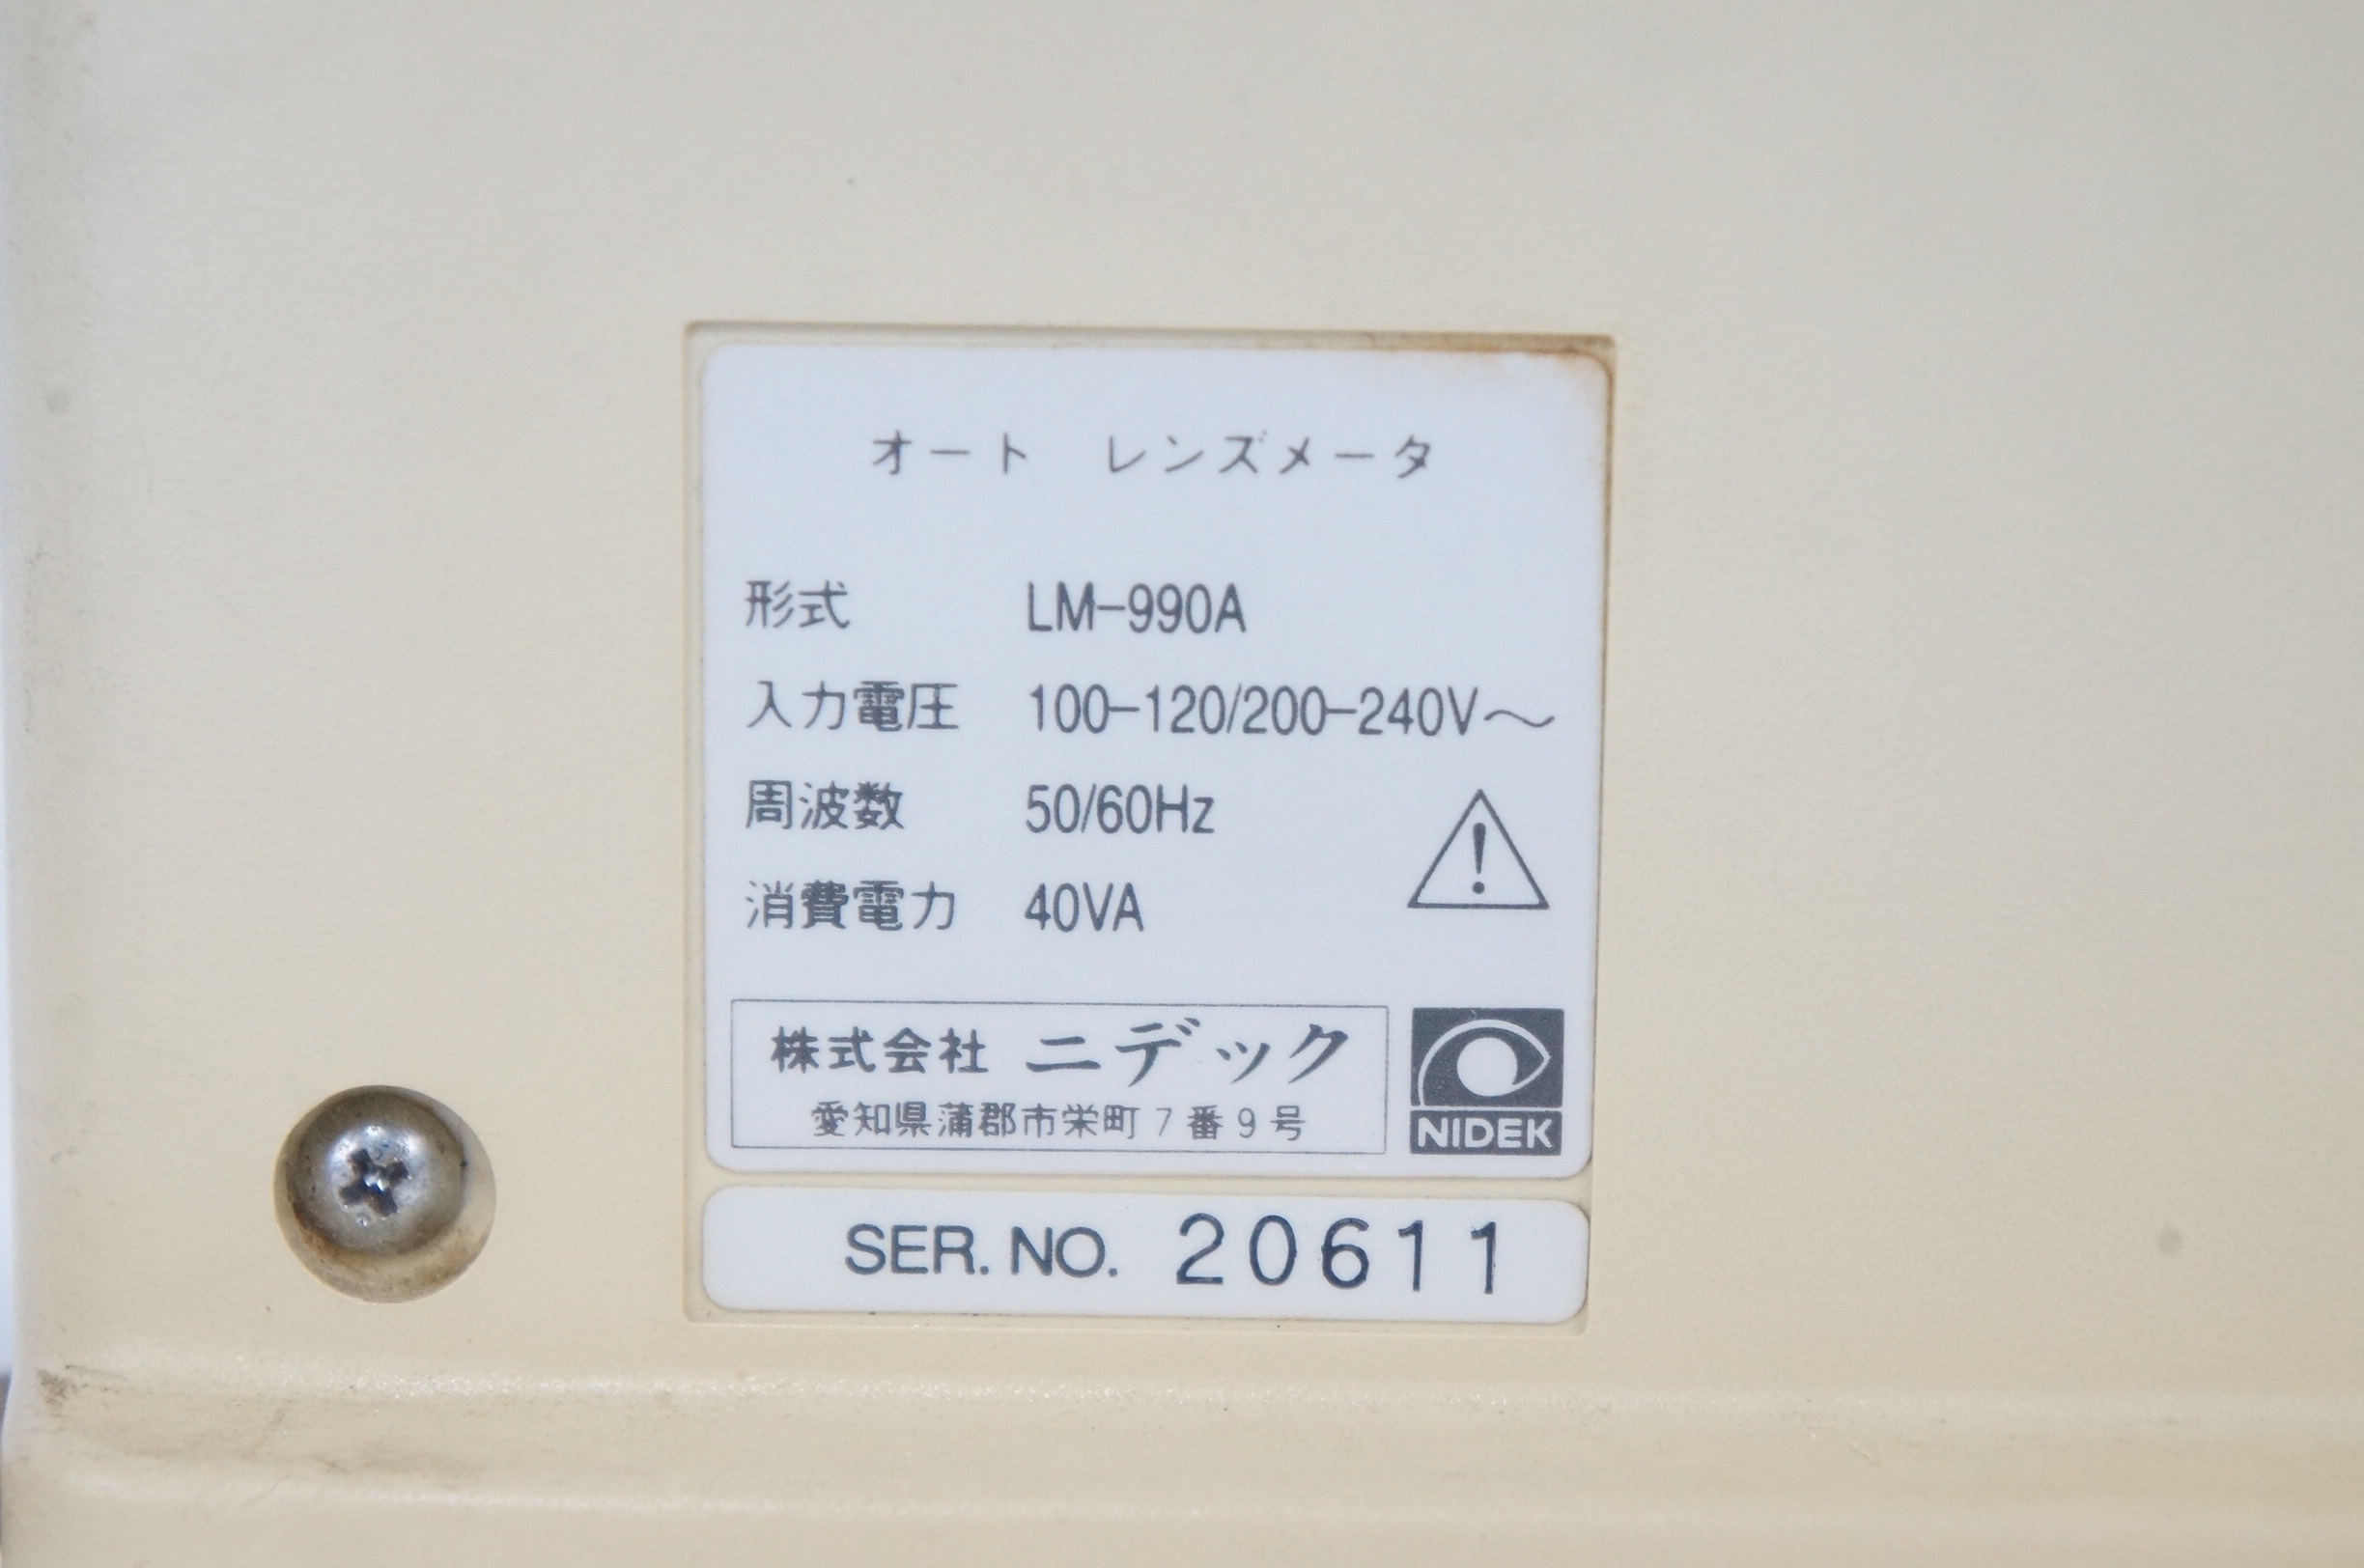 オート レンズメータ
形式 LM-990A
入力電圧 100-120/200-240V～
周波数 50/60Hz
消費電力 40VA
株式会社 ニデック
愛知県蒲郡市栄町7番9号
NIDEK
SER. NO. 20611